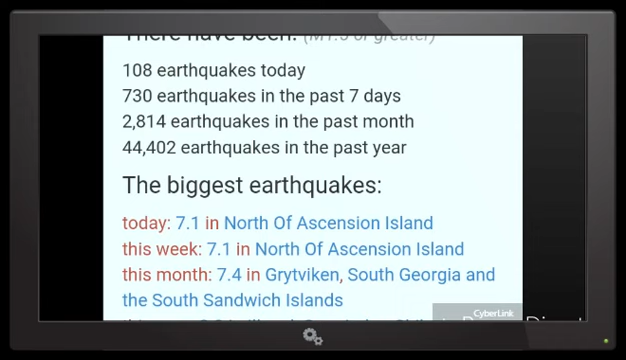 There have been: (M1.5 or greater)
108 earthquakes today
730 earthquakes in the past 7 days
2,814 earthquakes in the past month
44,402 earthquakes in the past year
The biggest earthquakes:
today: 7.1 in North Of Ascension Island
this week: 7.1 in North Of Ascension Island
this month: 7.4 in Grytviken, South Georgia and
the South Sandwich Islands
CyberLink